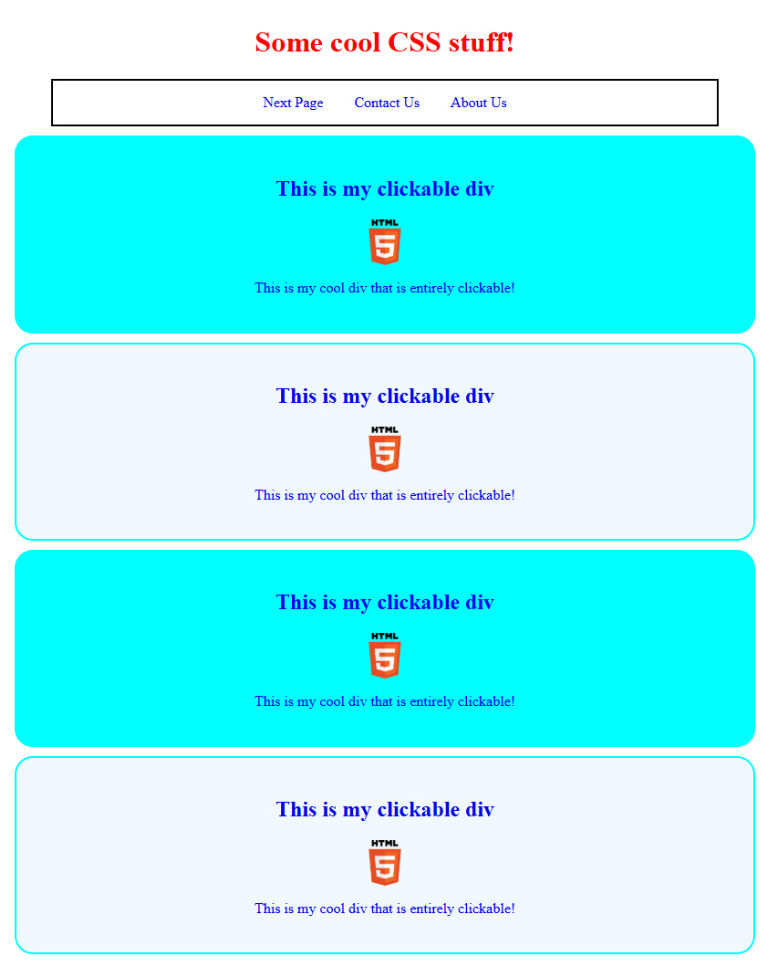 Some cool CSS stuff!
Next Page Contact Us About Us
This is my clickable div
HTML
5
This is my cool div that is entirely clickable!
This is my clickable div
HTML
5
This is my cool div that is entirely clickable!
This is my clickable div
HTML
5
This is my cool div that is entirely clickable!
This is my clickable div
HTML
5
This is my cool div that is entirely clickable!